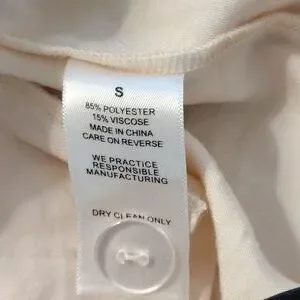 S
85% POLYESTER
15% VISCOSE
MADE IN CHINA
CARE ON REVERSE
WE PRACTICE
RESPONSIBLE
MANUFACTURING
DRY CLEAN ONLY